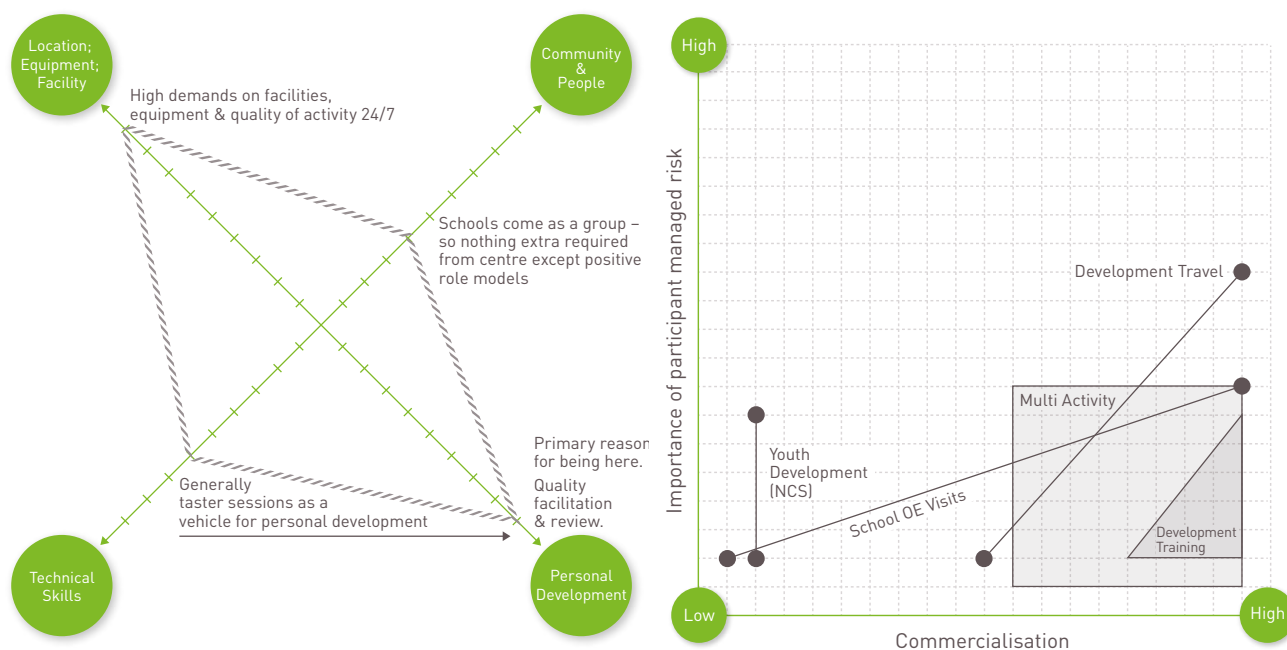 Location;
Equipment;
Facility
Community
&
People
High demands on facilities,
equipment & quality of activity 24/7
Schools come as a group –
so nothing extra required
from centre except positive
role models
Primary reason
for being here.
Quality
facilitation
& review.
Generally
taster sessions as a
vehicle for personal development
Technical
Skills
Personal
Development
High
Importance of participant managed risk
Development Travel
Multi Activity
Youth
Development
(NCS)
School OE Visits
Development
Training
Low
High
Commercialisation